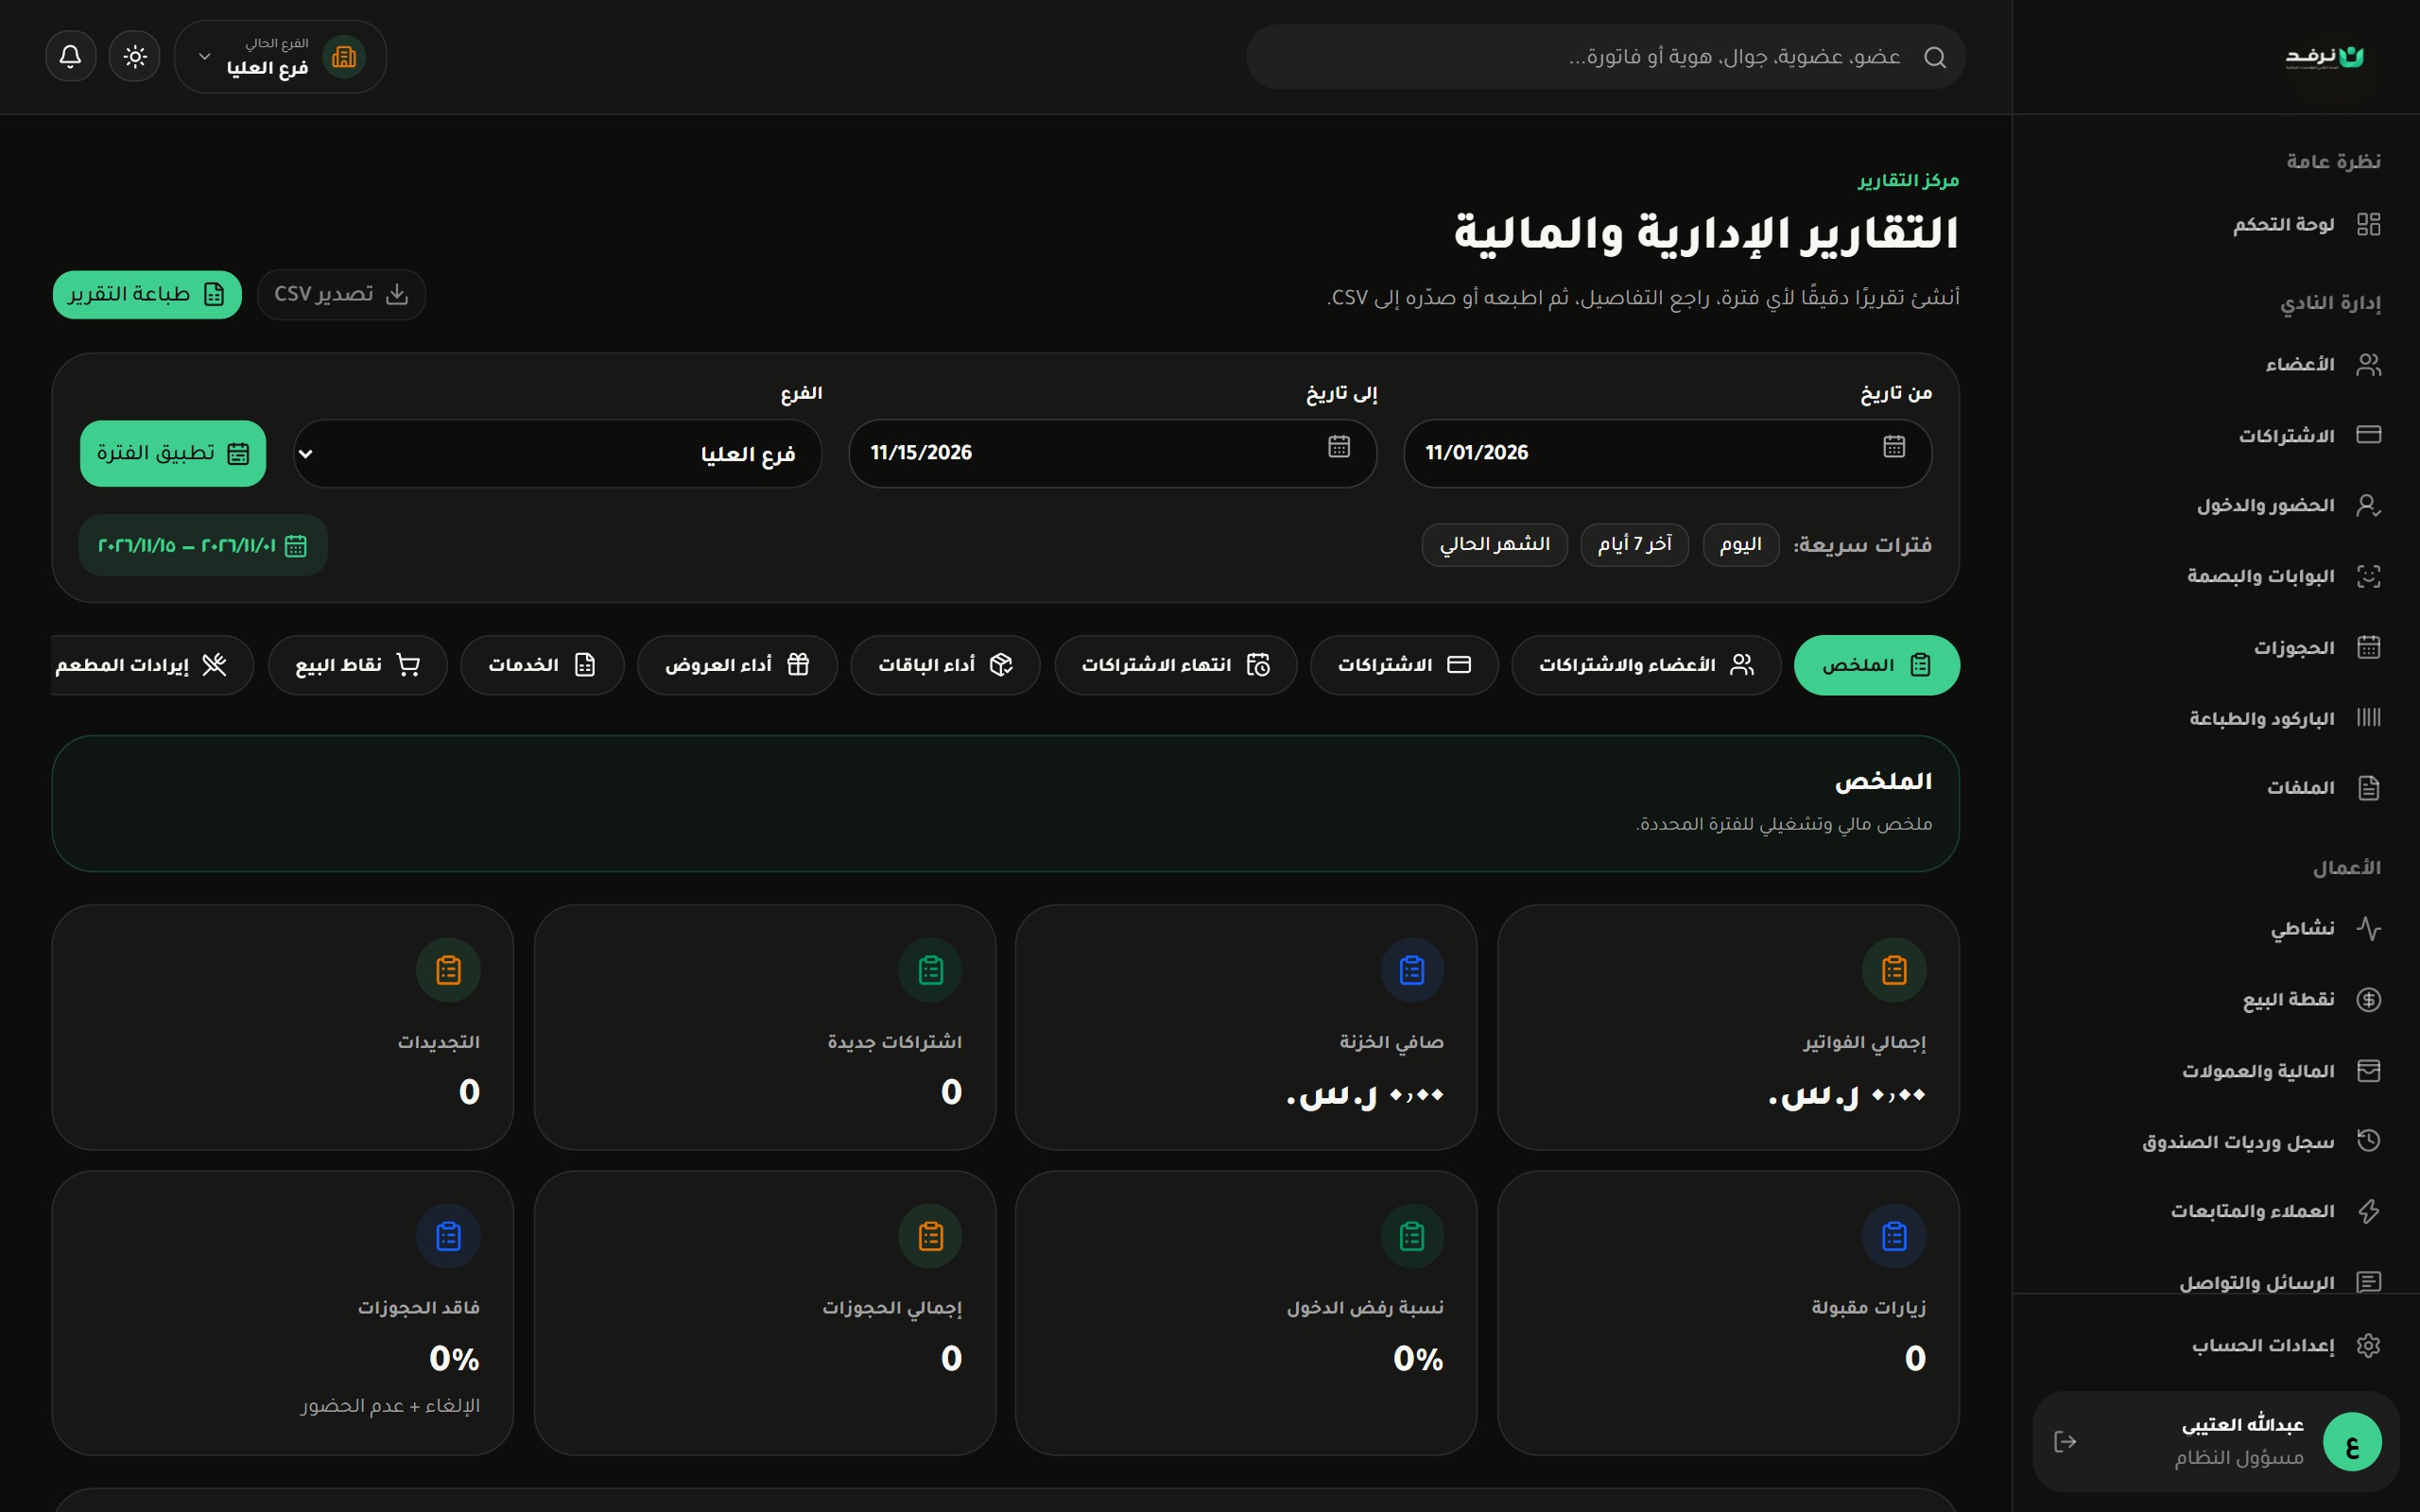 نرفد
عضو، عضوية، جوال، هوية أو فاتورة...
الفرع الحالي
فرع العليا
نظرة عامة
لوحة التحكم
إدارة النادي
الأعضاء
الاشتراكات
الحضور والدخول
البوابات والبصمة
الحجوزات
الباركود والطباعة
الملفات
الأعمال
نشاطي
نقطة البيع
المالية والعمولات
سجل ورديات الصندوق
العملاء والمتابعات
الرسائل والتواصل
إعدادات الحساب
ع
عبدالله العتيبي
مسؤول النظام
مركز التقارير
التقارير الإدارية والمالية
أنشئ تقريرًا دقيقًا لأي فترة، راجع التفاصيل، ثم اطبعه أو صدّره إلى CSV.
تصدير CSV
طباعة التقرير
من تاريخ
11/01/2026
إلى تاريخ
11/15/2026
الفرع
فرع العليا
تطبيق الفترة
فترات سريعة:
اليوم
آخر 7 أيام
الشهر الحالي
٢٠٢٦/١١/٠١ – ٢٠٢٦/١١/١٥
الملخص
الأعضاء والاشتراكات
الاشتراكات
انتهاء الاشتراكات
أداء الباقات
أداء العروض
الخدمات
نقاط البيع
إيرادات المطعم
الملخص
ملخص مالي وتشغيلي للفترة المحددة.
إجمالي الفواتير
٠٫٠٠ ر.س.
صافي الخزنة
٠٫٠٠ ر.س.
اشتراكات جديدة
0
التجديدات
0
زيارات مقبولة
0
نسبة رفض الدخول
0%
إجمالي الحجوزات
0
فاقد الحجوزات
0%
الإلغاء + عدم الحضور